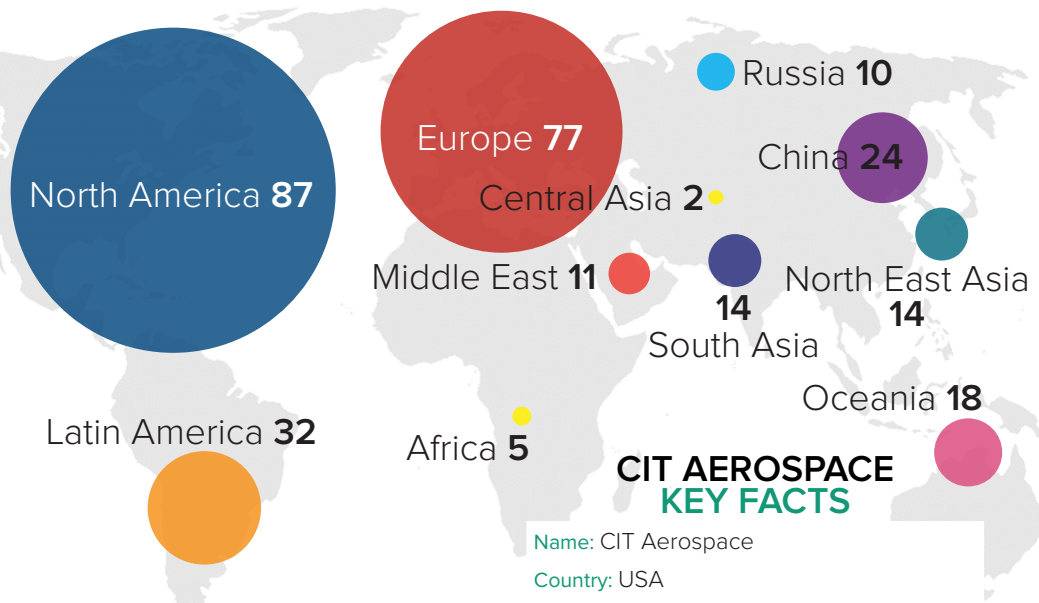 Russia 10
Europe 77
China 24
North America 87
Central Asia 2
Middle East 11
North East Asia
14
14
South Asia
Oceania 18
Latin America 32
Africa 5
CIT AEROSPACE
KEY FACTS
Name: CIT Aerospace
Country: USA